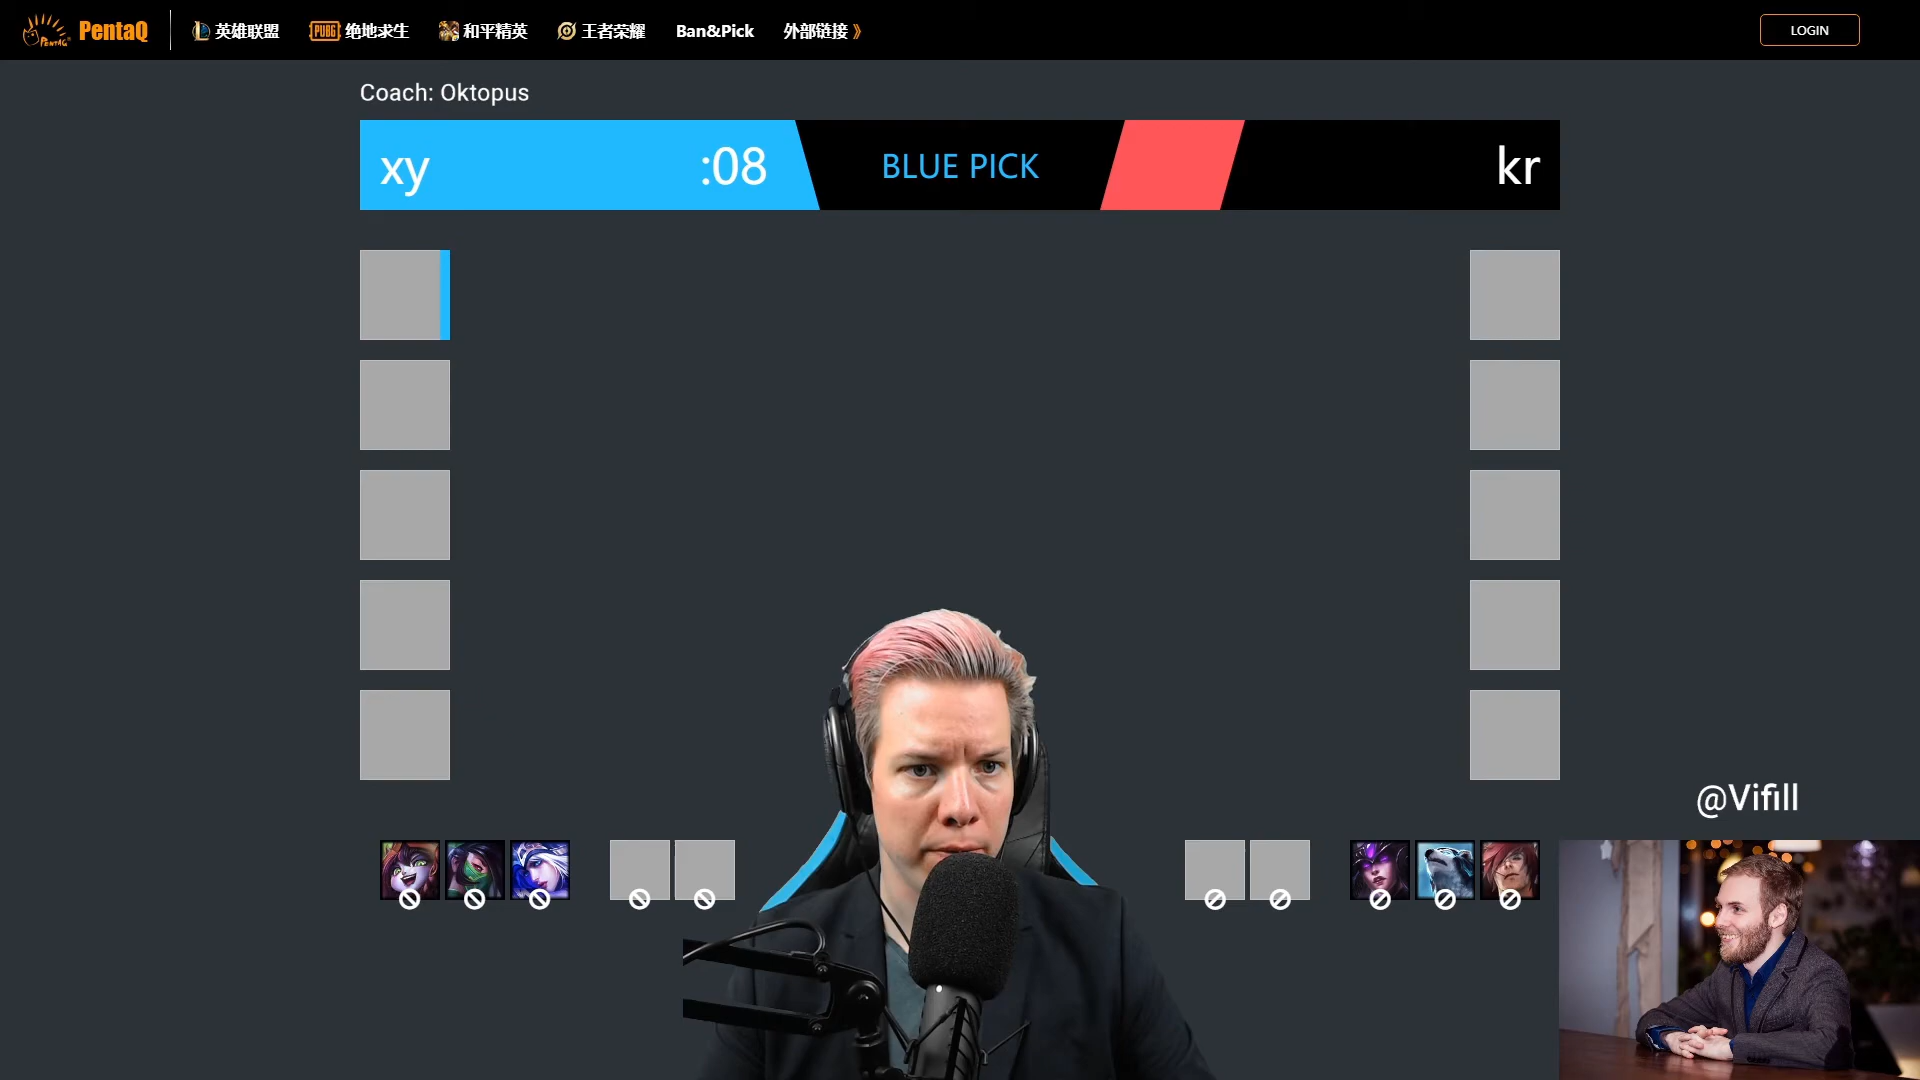 PentaQ PentaQ 英雄联盟 PUBG 绝地求生 和平精英 王者荣耀 Ban&Pick 外部链接 》 LOGIN
Coach: Oktopus
xy :08 BLUE PICK kr
@Vifill